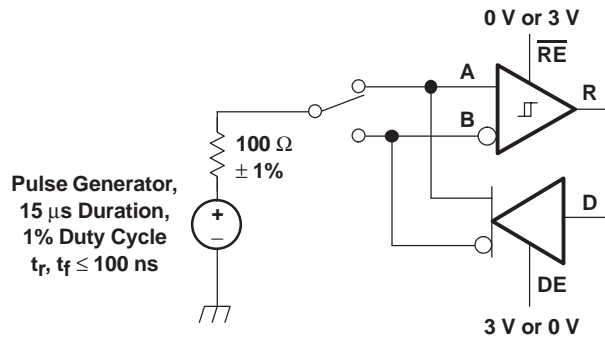 0 V or 3 V
RE
A
R
B
100 Ω
± 1%
Pulse Generator,
15 μs Duration,
1% Duty Cycle
tr, tf ≤ 100 ns
+
–
D
DE
3 V or 0 V